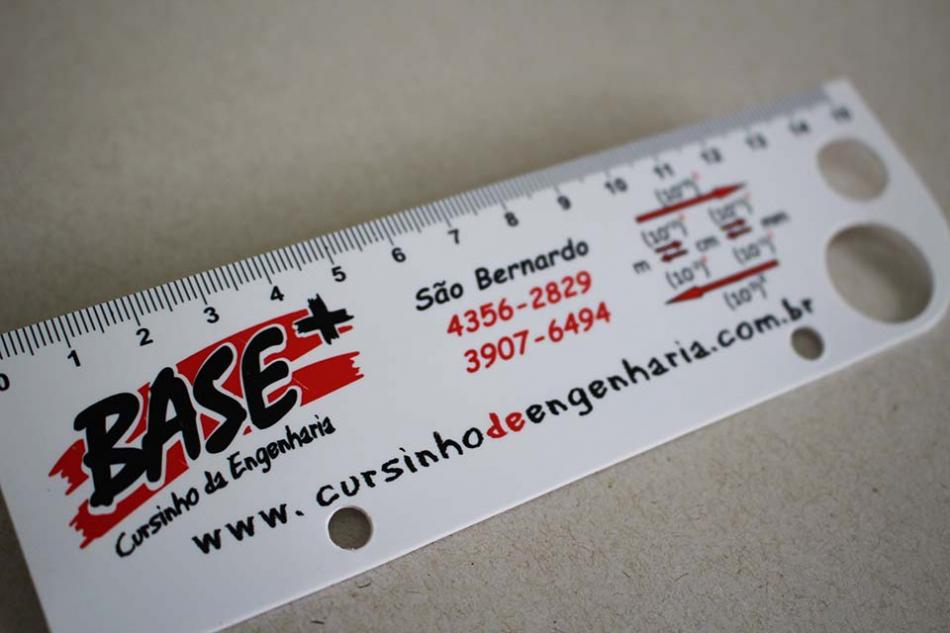 0 1 2 3 4 5 6 7 8 9 10 11 12 13 14 15
BASE+
Cursinho da Engenharia
São Bernardo
4356-2829
3907-6494
m cm mm
www.cursinhodeengenharia.com.br